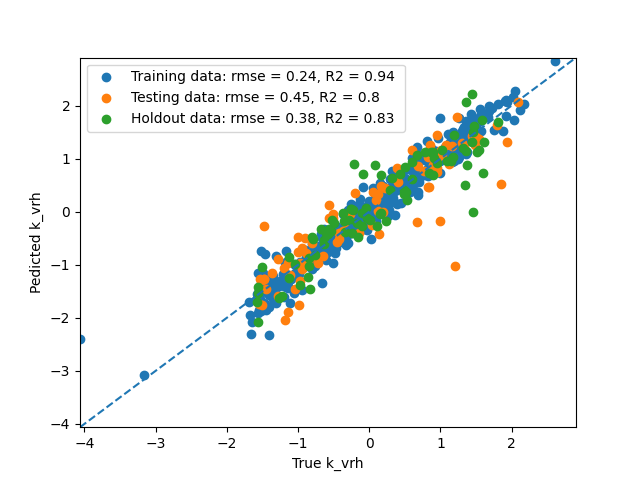 Training data: rmse = 0.24, R2 = 0.94
Testing data: rmse = 0.45, R2 = 0.8
Holdout data: rmse = 0.38, R2 = 0.83
2
1
0
−1
−2
−3
−4
Pedicted k_vrh
−4 −3 −2 −1 0 1 2
True k_vrh